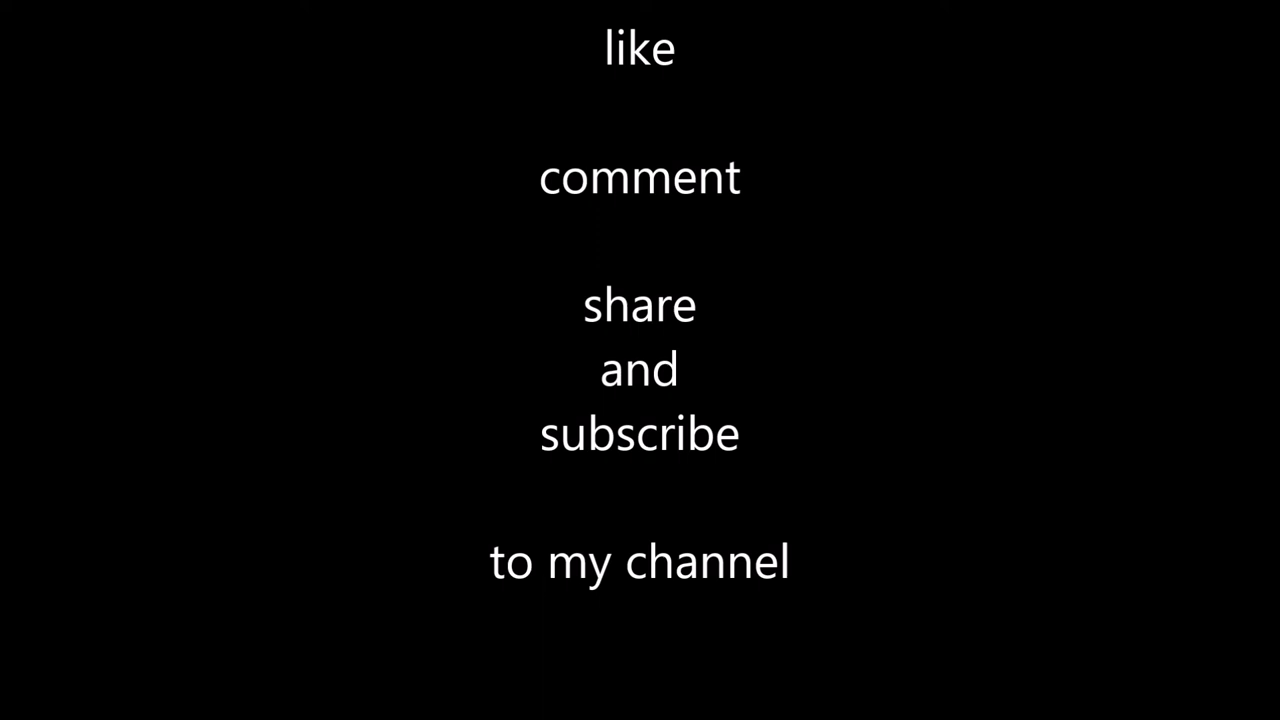 like
comment
share
and
subscribe
to my channel